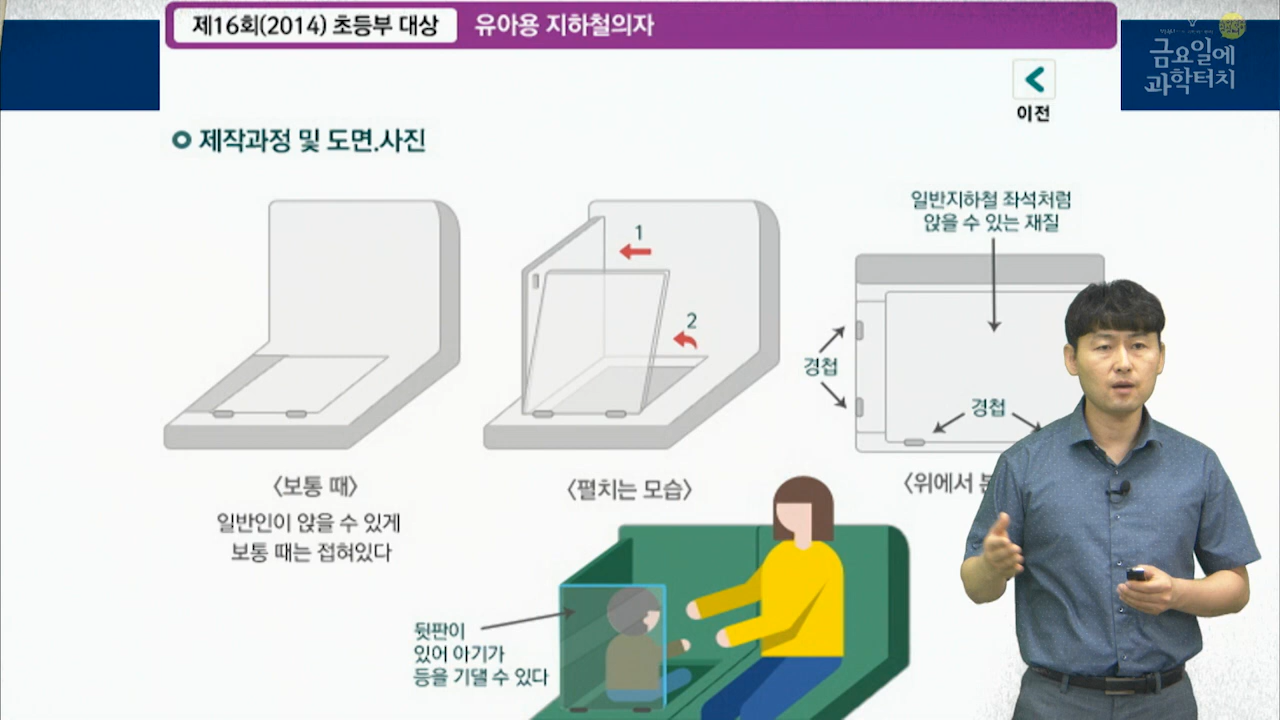 제16회(2014) 초등부 대상
유아용 지하철의자
금요일에
과학터치
이전
제작과정 및 도면.사진
1
2
일반지하철 좌석처럼
앉을 수 있는 재질
경첩
경첩
〈보통 때〉
일반인이 앉을 수 있게
보통 때는 접혀있다
〈펼치는 모습〉
〈위에서
뒷판이
있어 아기가
등을 기댈 수 있다